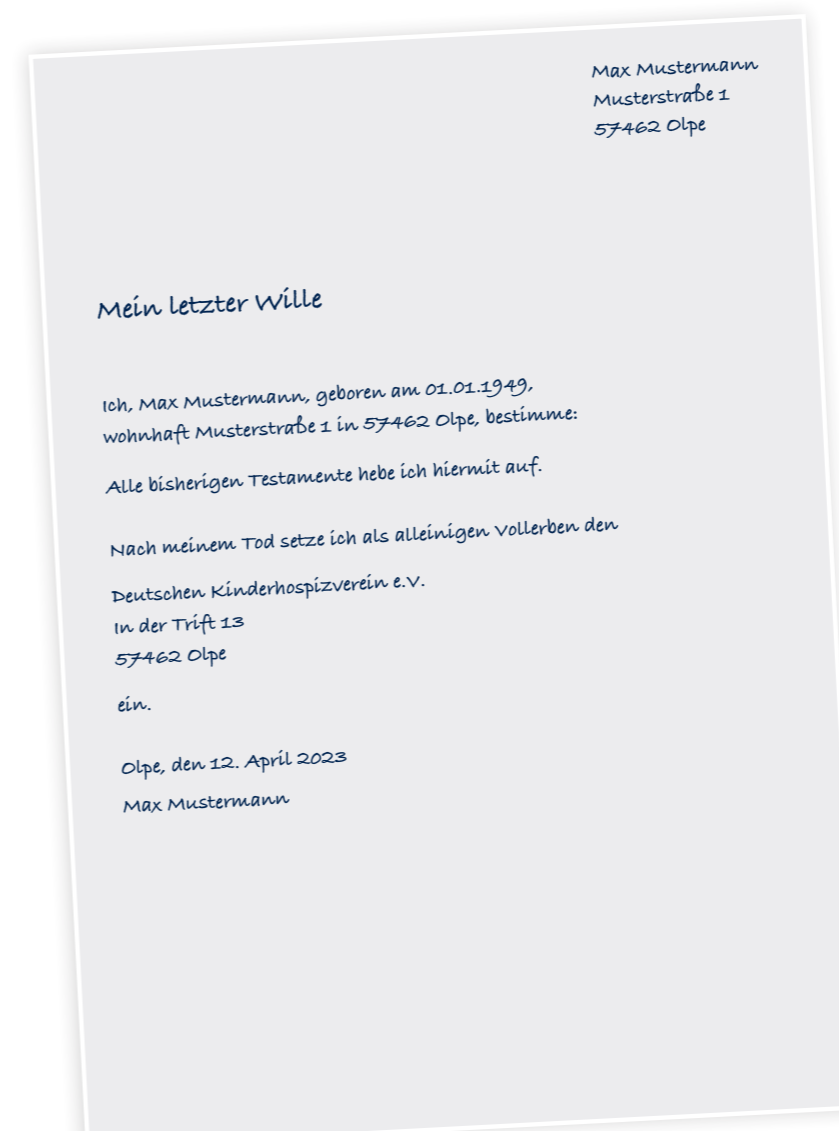 Max Mustermann
Musterstraße 1
57462 Olpe
Mein letzter Wille
Ich, Max Mustermann, geboren am 01.01.1949,
wohnhaft Musterstraße 1 in 57462 Olpe, bestimme:
Alle bisherigen Testamente hebe ich hiermit auf.
Nach meinem Tod setze ich als alleinigen Vollerben den
Deutschen Kinderhospizverein e.V.
In der Trift 13
57462 Olpe
ein.
Olpe, den 12. April 2023
Max Mustermann